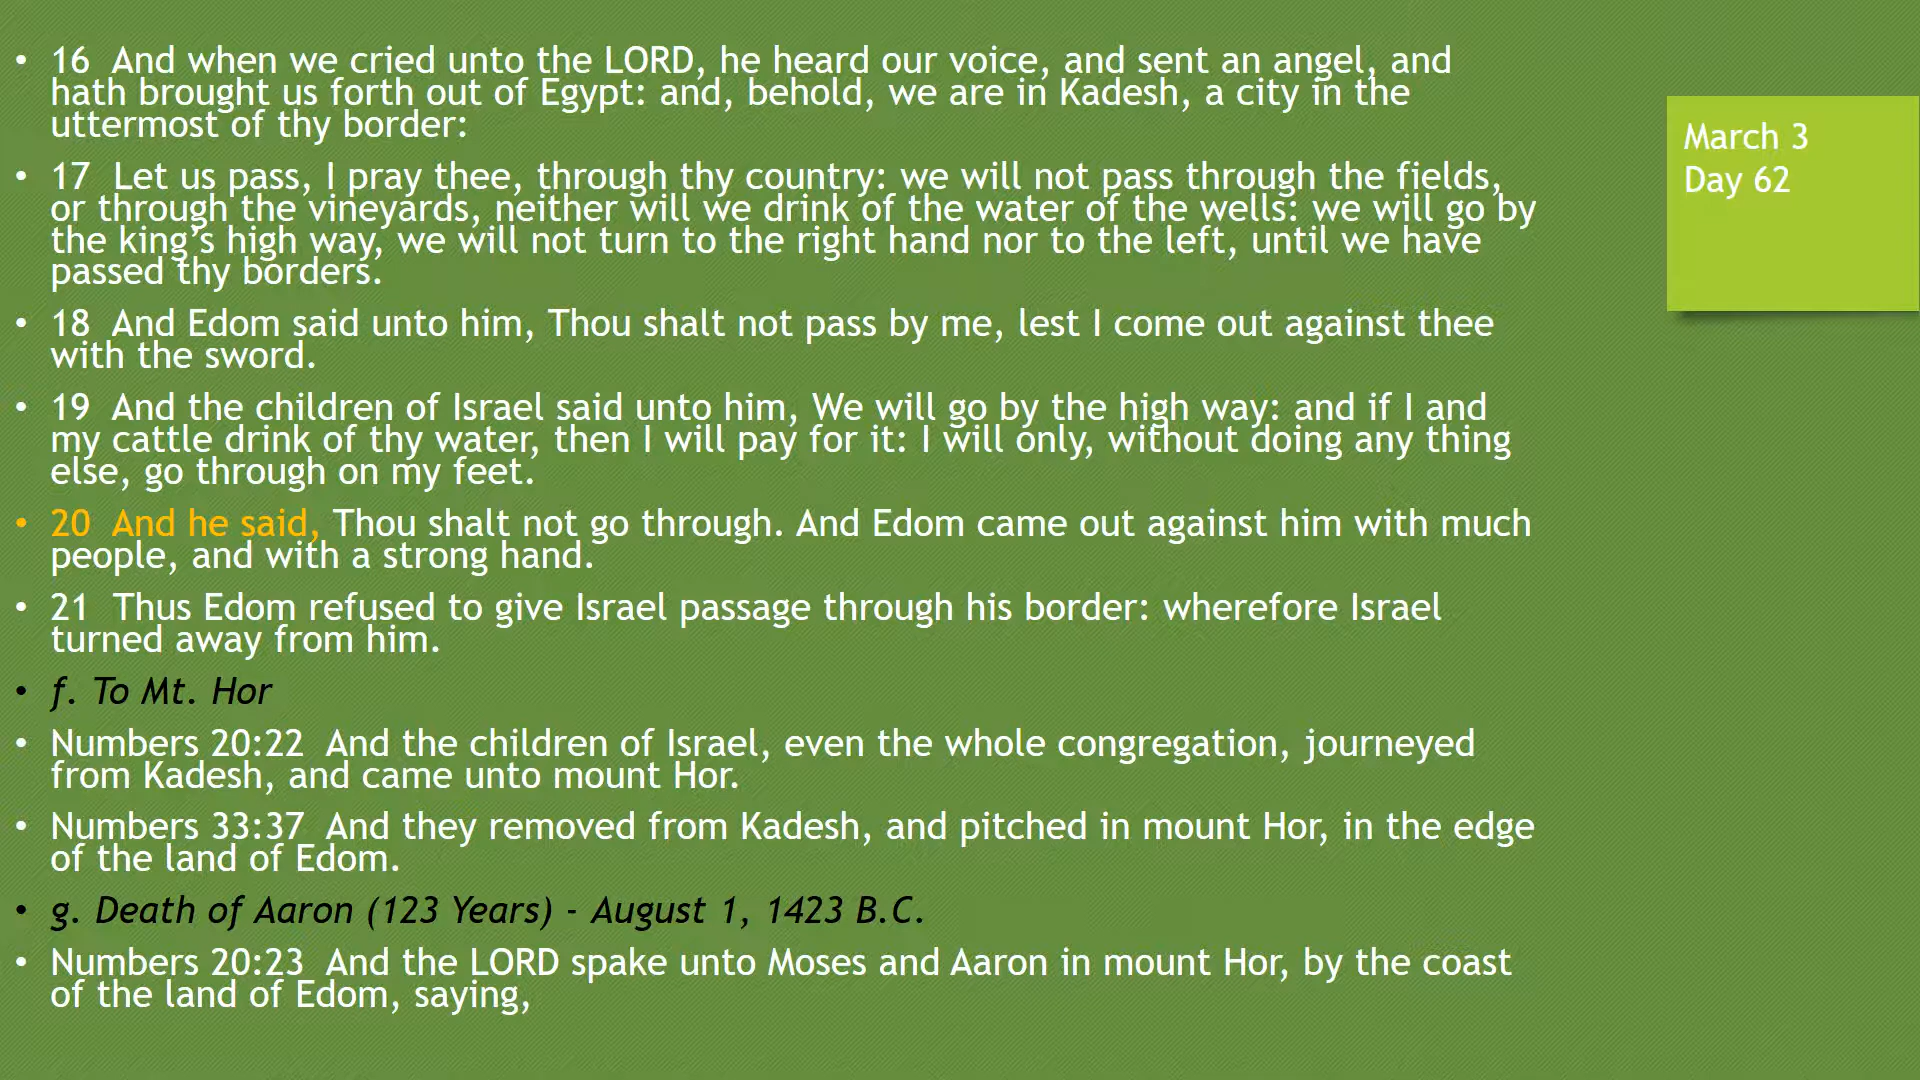 • 16  And when we cried unto the LORD, he heard our voice, and sent an angel, and
hath brought us forth out of Egypt: and, behold, we are in Kadesh, a city in the
uttermost of thy border:
• 17  Let us pass, I pray thee, through thy country: we will not pass through the fields,
or through the vineyards, neither will we drink of the water of the wells: we will go by
the king’s high way, we will not turn to the right hand nor to the left, until we have
passed thy borders.
• 18  And Edom said unto him, Thou shalt not pass by me, lest I come out against thee
with the sword.
• 19  And the children of Israel said unto him, We will go by the high way: and if I and
my cattle drink of thy water, then I will pay for it: I will only, without doing any thing
else, go through on my feet.
• 20  And he said, Thou shalt not go through. And Edom came out against him with much
people, and with a strong hand.
• 21  Thus Edom refused to give Israel passage through his border: wherefore Israel
turned away from him.
• f. To Mt. Hor
• Numbers 20:22  And the children of Israel, even the whole congregation, journeyed
from Kadesh, and came unto mount Hor.
• Numbers 33:37  And they removed from Kadesh, and pitched in mount Hor, in the edge
of the land of Edom.
• g. Death of Aaron (123 Years) - August 1, 1423 B.C.
• Numbers 20:23  And the LORD spake unto Moses and Aaron in mount Hor, by the coast
of the land of Edom, saying,
March 3
Day 62